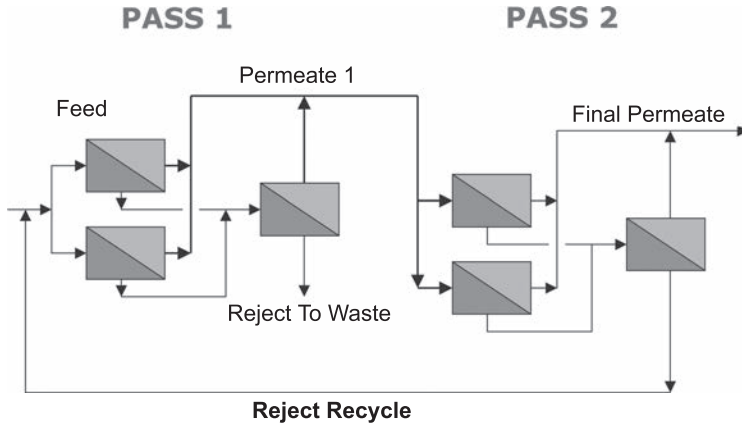 PASS 1
PASS 2
Permeate 1
Feed
Final Permeate
Reject To Waste
Reject Recycle